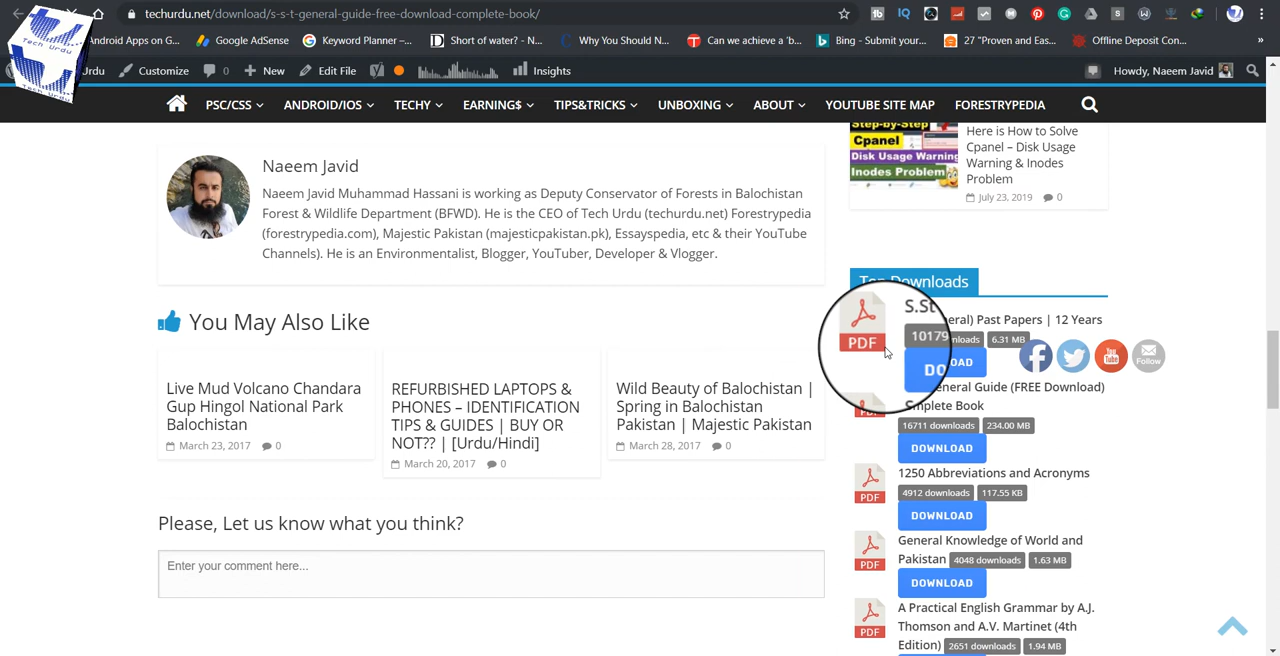 techurdu.net/download/s-s-t-general-guide-free-download-complete-book/
Tech Urdu
Android Apps on G...
Google AdSense
Keyword Planner –...
Short of water? - N...
Why You Should N...
Can we achieve a 'b...
Bing - Submit your...
27 "Proven and Eas...
Offline Deposit Con...
»
Urdu
Customize
0
New
Edit File
Insights
Howdy, Naeem Javid
PSC/CSS
ANDROID/IOS
TECHY
EARNING$
TIPS&TRICKS
UNBOXING
ABOUT
YOUTUBE SITE MAP
FORESTRYPEDIA
Step-by-Step
Cpanel
Disk Usage Warning
Inodes Problem
Here is How to Solve
Cpanel – Disk Usage
Warning & Inodes
Problem
July 23, 2019
0
Naeem Javid
Naeem Javid Muhammad Hassani is working as Deputy Conservator of Forests in Balochistan
Forest & Wildlife Department (BFWD). He is the CEO of Tech Urdu (techurdu.net) Forestrypedia
(forestrypedia.com), Majestic Pakistan (majesticpakistan.pk), Essayspedia, etc & their YouTube
Channels). He is an Environmentalist, Blogger, YouTuber, Developer & Vlogger.
You May Also Like
Live Mud Volcano Chandara
Gup Hingol National Park
Balochistan
March 23, 2017
0
REFURBISHED LAPTOPS &
PHONES – IDENTIFICATION
TIPS & GUIDES | BUY OR
NOT?? | [Urdu/Hindi]
March 20, 2017
0
Wild Beauty of Balochistan |
Spring in Balochistan
Pakistan | Majestic Pakistan
March 28, 2017
0
Please, Let us know what you think?
Enter your comment here...
Downloads
PDF
S.St
neral) Past Papers | 12 Years
10179
nloads
6.31 MB
DO
OAD
Follow
eneral Guide (FREE Download)
mplete Book
16711 downloads
234.00 MB
DOWNLOAD
PDF
1250 Abbreviations and Acronyms
4912 downloads
117.55 KB
DOWNLOAD
PDF
General Knowledge of World and
Pakistan
4048 downloads
1.63 MB
DOWNLOAD
PDF
A Practical English Grammar by A.J.
Thomson and A.V. Martinet (4th
Edition)
2651 downloads
1.94 MB